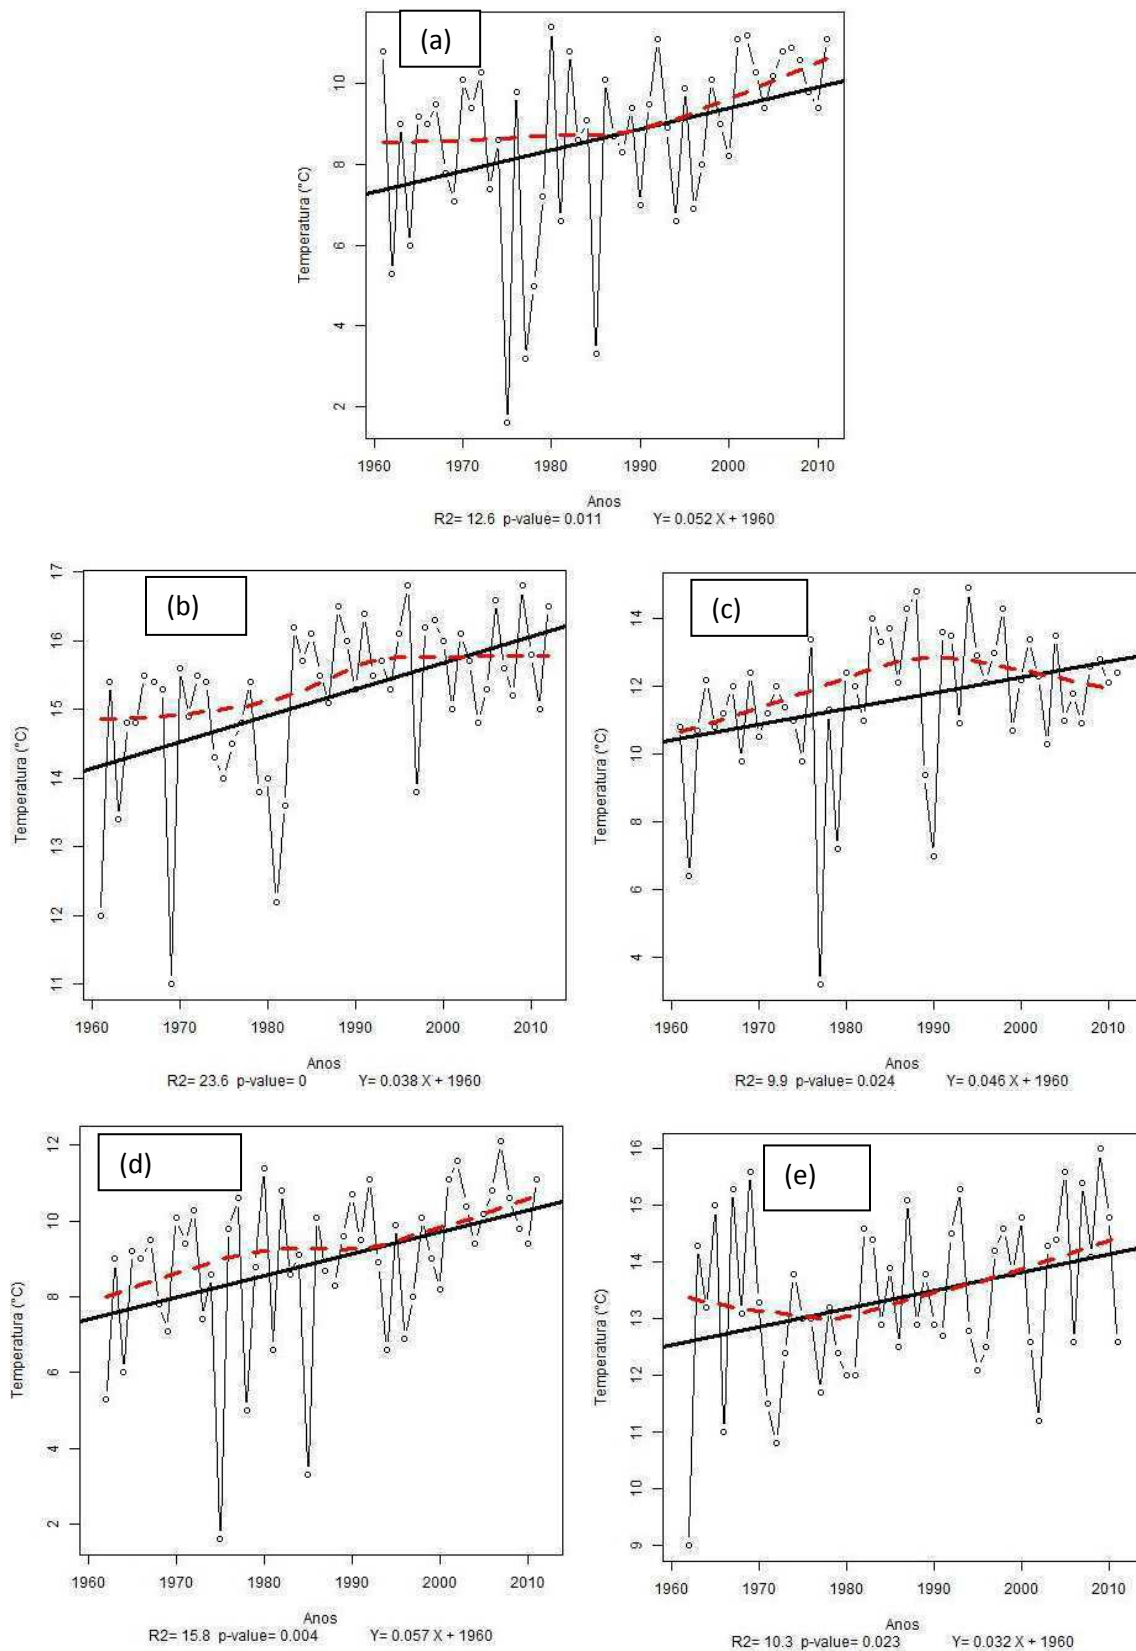 (a)
Temperatura (°C)
10
8
6
4
2
1960 1970 1980 1990 2000 2010
Anos
R2= 12.6 p-value= 0.011 Y= 0.052 X + 1960
(b)
Temperatura (°C)
17
16
15
14
13
12
11
1960 1970 1980 1990 2000 2010
Anos
R2= 23.6 p-value= 0 Y= 0.038 X + 1960
(c)
Temperatura (°C)
14
12
10
8
6
4
1960 1970 1980 1990 2000 2010
Anos
R2= 9.9 p-value= 0.024 Y= 0.046 X + 1960
(d)
Temperatura (°C)
12
10
8
6
4
2
1960 1970 1980 1990 2000 2010
Anos
R2= 15.8 p-value= 0.004 Y= 0.057 X + 1960
(e)
Temperatura (°C)
16
15
14
13
12
11
10
9
1960 1970 1980 1990 2000 2010
Anos
R2= 10.3 p-value= 0.023 Y= 0.032 X + 1960